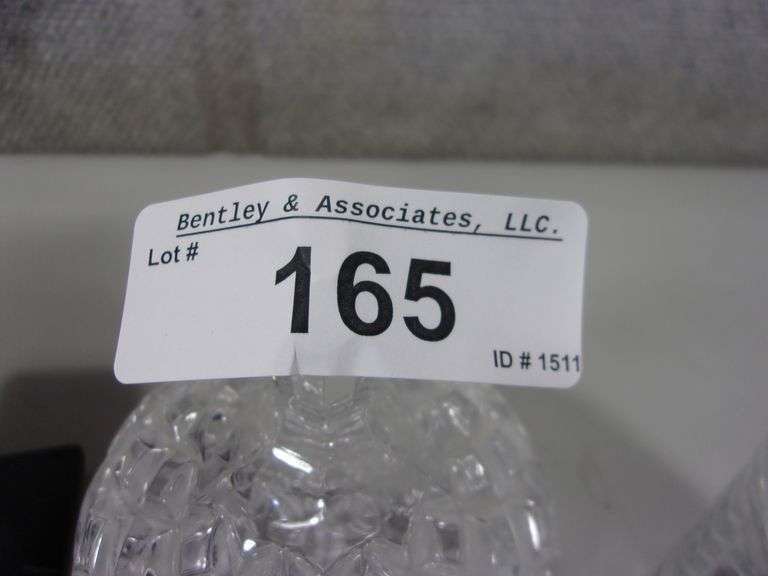 Bentley & Associates, LLC.
Lot #
165
ID # 1511